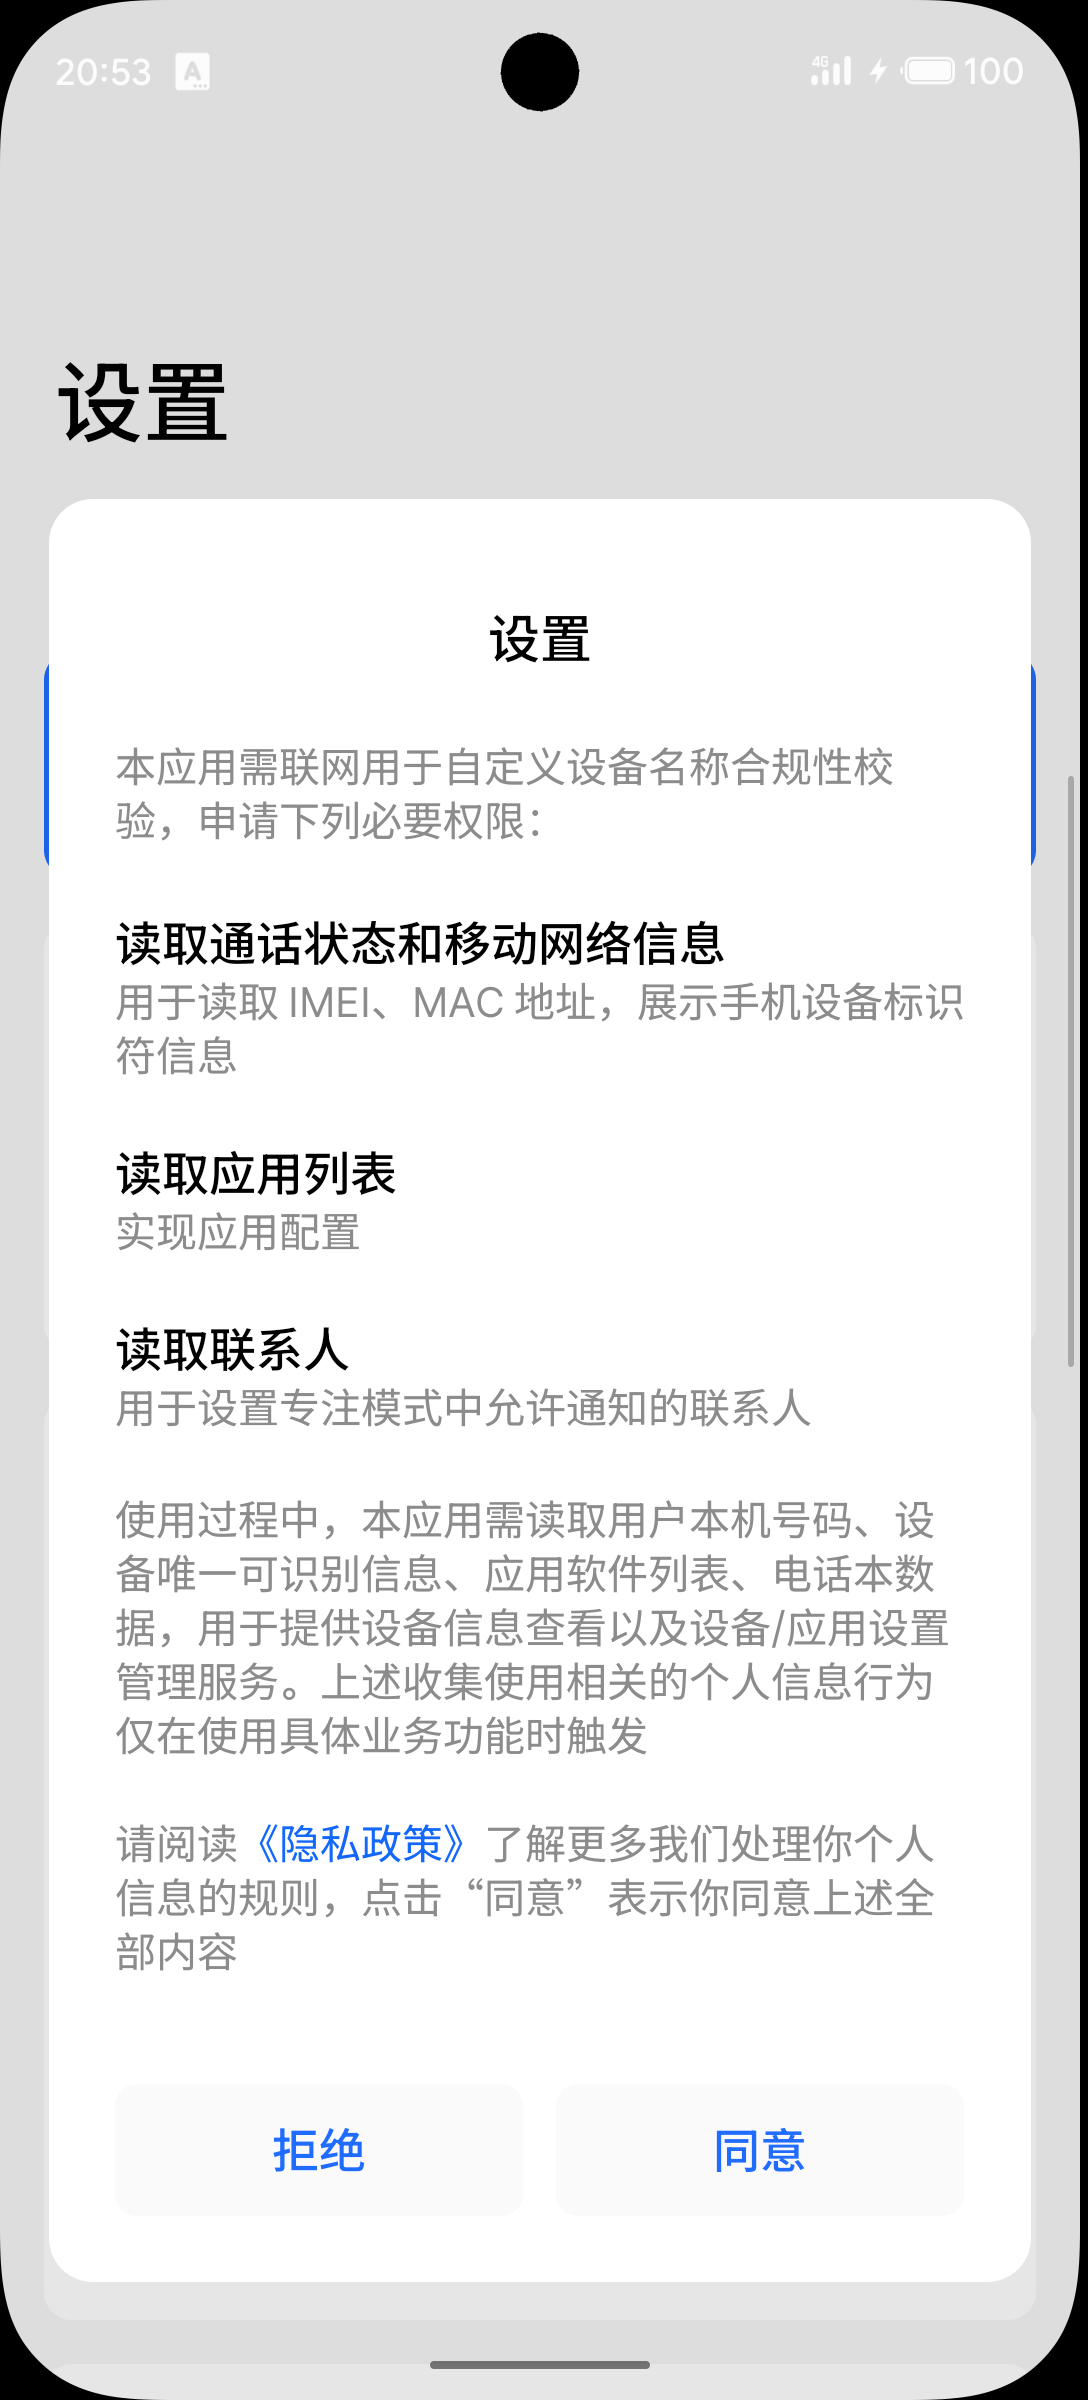 20:53
A
4G
100
设置
设置
本应用需联网用于自定义设备名称合规性校
验，申请下列必要权限：
读取通话状态和移动网络信息
用于读取 IMEI、MAC 地址，展示手机设备标识
符信息
读取应用列表
实现应用配置
读取联系人
用于设置专注模式中允许通知的联系人
使用过程中，本应用需读取用户本机号码、设
备唯一可识别信息、应用软件列表、电话本数
据，用于提供设备信息查看以及设备/应用设置
管理服务。上述收集使用相关的个人信息行为
仅在使用具体业务功能时触发
请阅读《隐私政策》了解更多我们处理你个人
信息的规则，点击“同意”表示你同意上述全
部内容
拒绝
同意